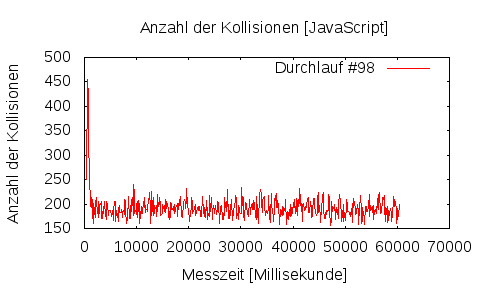 Anzahl der Kollisionen [JavaScript]
Durchlauf #98
Anzahl der Kollisionen
500
450
400
350
300
250
200
150
0 10000 20000 30000 40000 50000 60000 70000
Messzeit [Millisekunde]